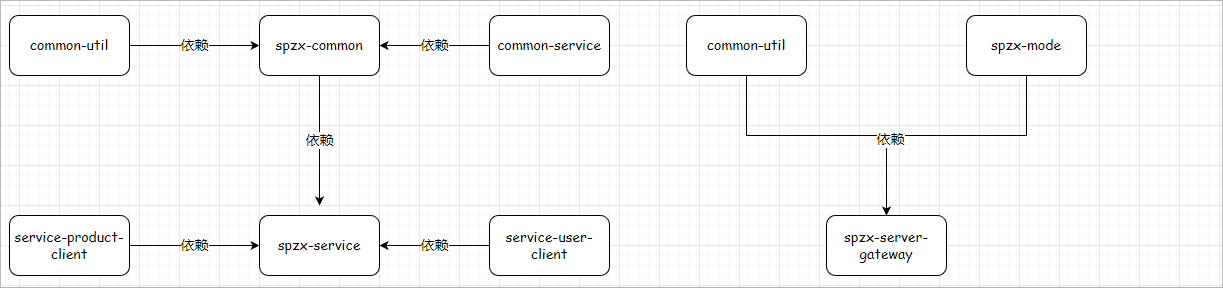 common-util
依赖
spzx-common
依赖
common-service
common-util
spzx-mode
依赖
依赖
service-product-
client
依赖
spzx-service
依赖
service-user-
client
spzx-server-
gateway